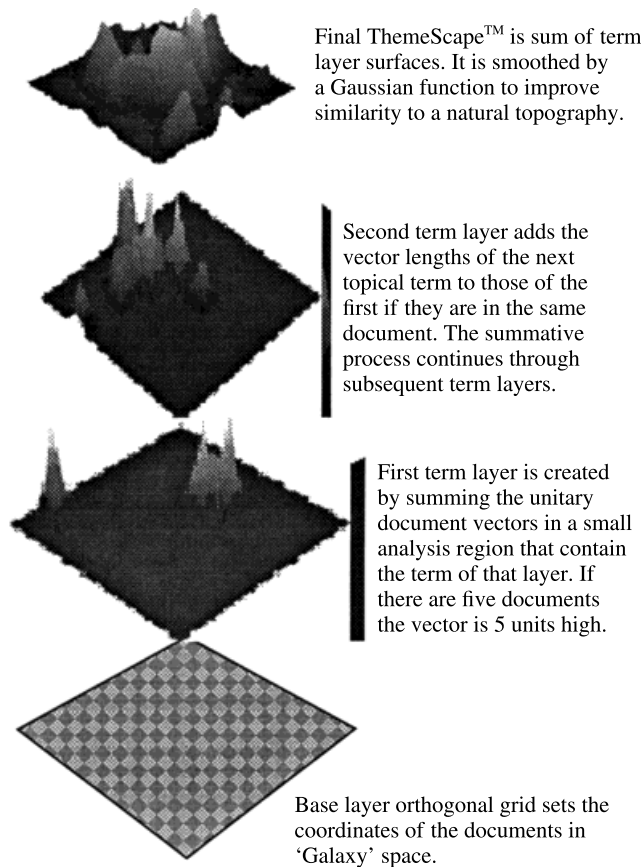 Final ThemeScape™ is sum of term
layer surfaces. It is smoothed by
a Gaussian function to improve
similarity to a natural topography.
Second term layer adds the
vector lengths of the next
topical term to those of the
first if they are in the same
document. The summative
process continues through
subsequent term layers.
First term layer is created
by summing the unitary
document vectors in a small
analysis region that contain
the term of that layer. If
there are five documents
the vector is 5 units high.
Base layer orthogonal grid sets the
coordinates of the documents in
‘Galaxy’ space.